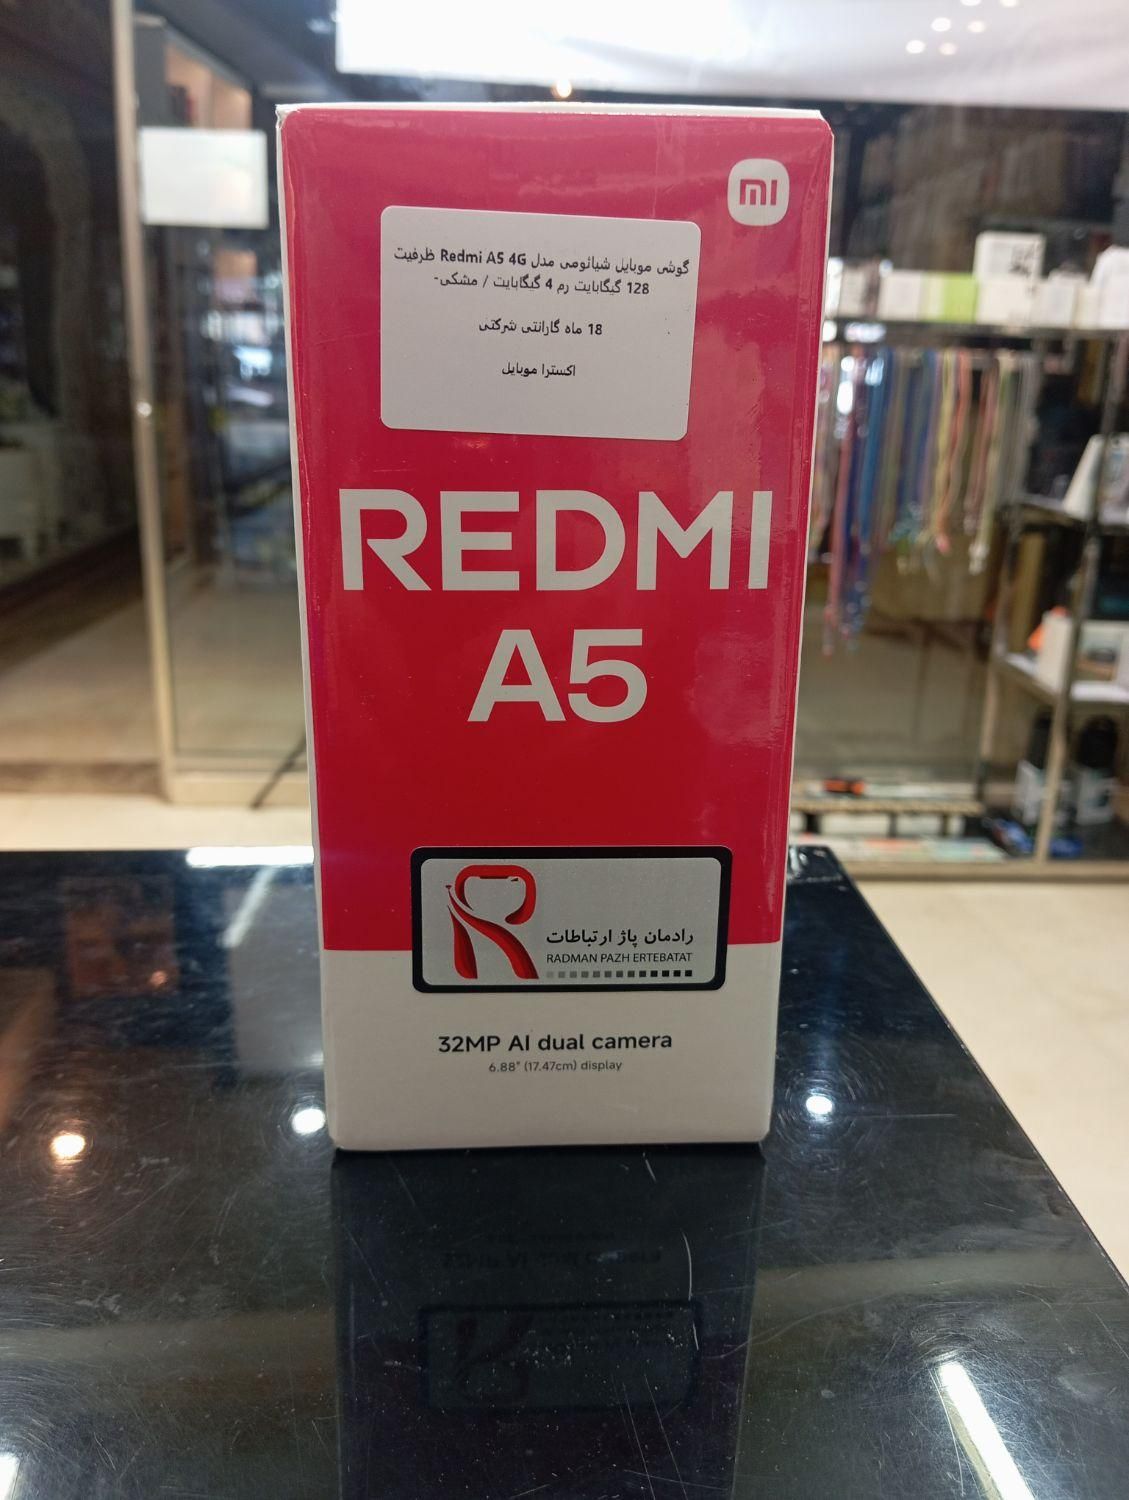 mi
گوشی موبایل شیائومی مدل Redmi A5 4G ظرفیت
128 گیگابایت رم 4 گیگابایت / مشکی-
18 ماه گارانتی شرکتی
اکسترا موبایل
REDMI
A5
رادمان پاژ ارتباطات
RADMAN PAZH ERTEBATAT
32MP AI dual camera
6.88" (17.47cm) display